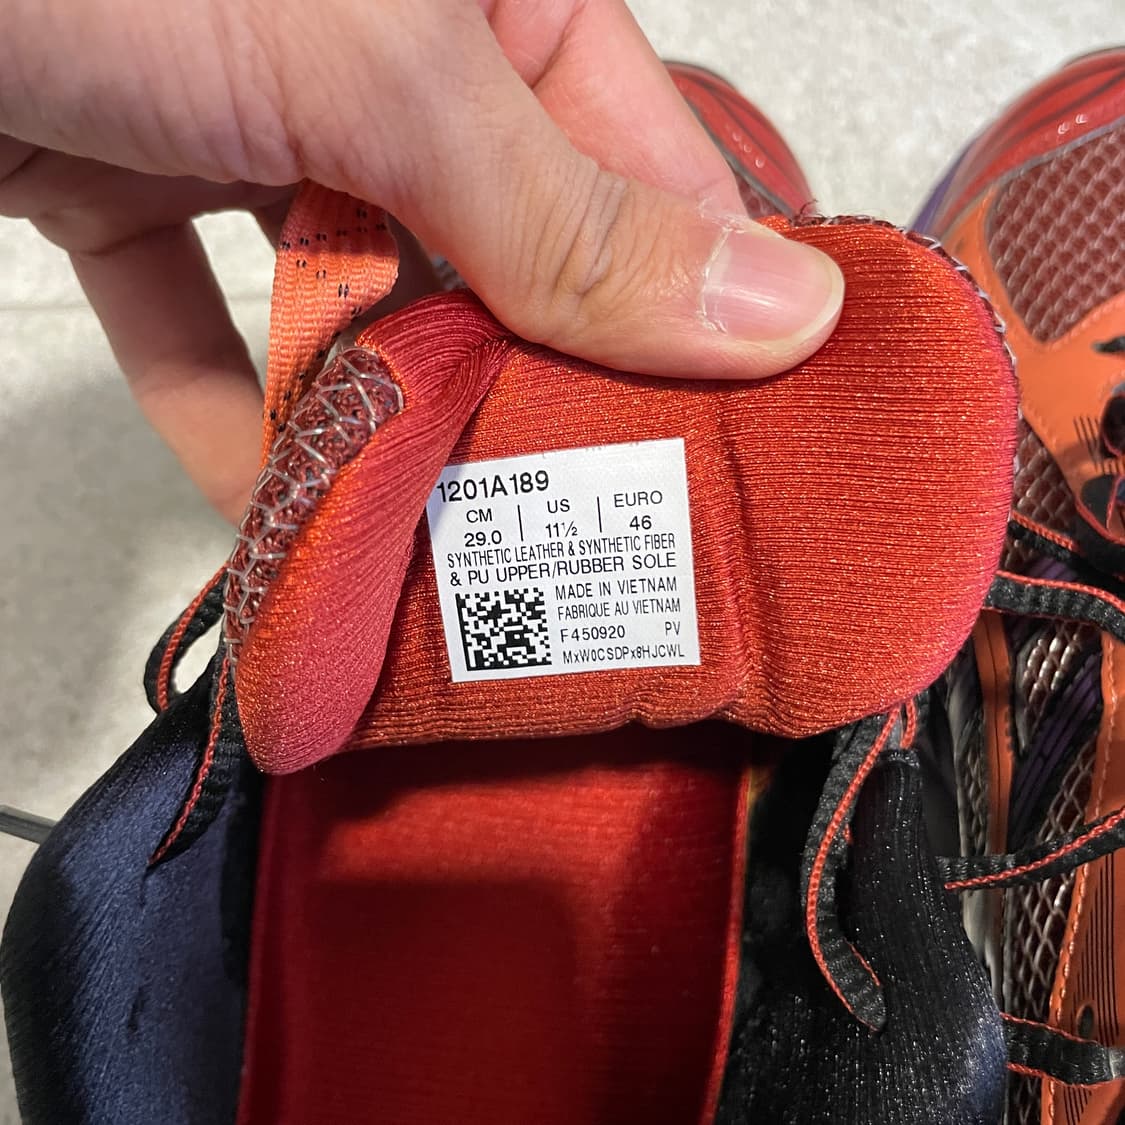 1201A189
CM | US | EURO
29.0 | 11½ | 46
SYNTHETIC LEATHER & SYNTHETIC FIBER
& PU UPPER/RUBBER SOLE
MADE IN VIETNAM
FABRIQUE AU VIETNAM
F450920 PV
MxW0CSDPx8HJCWL